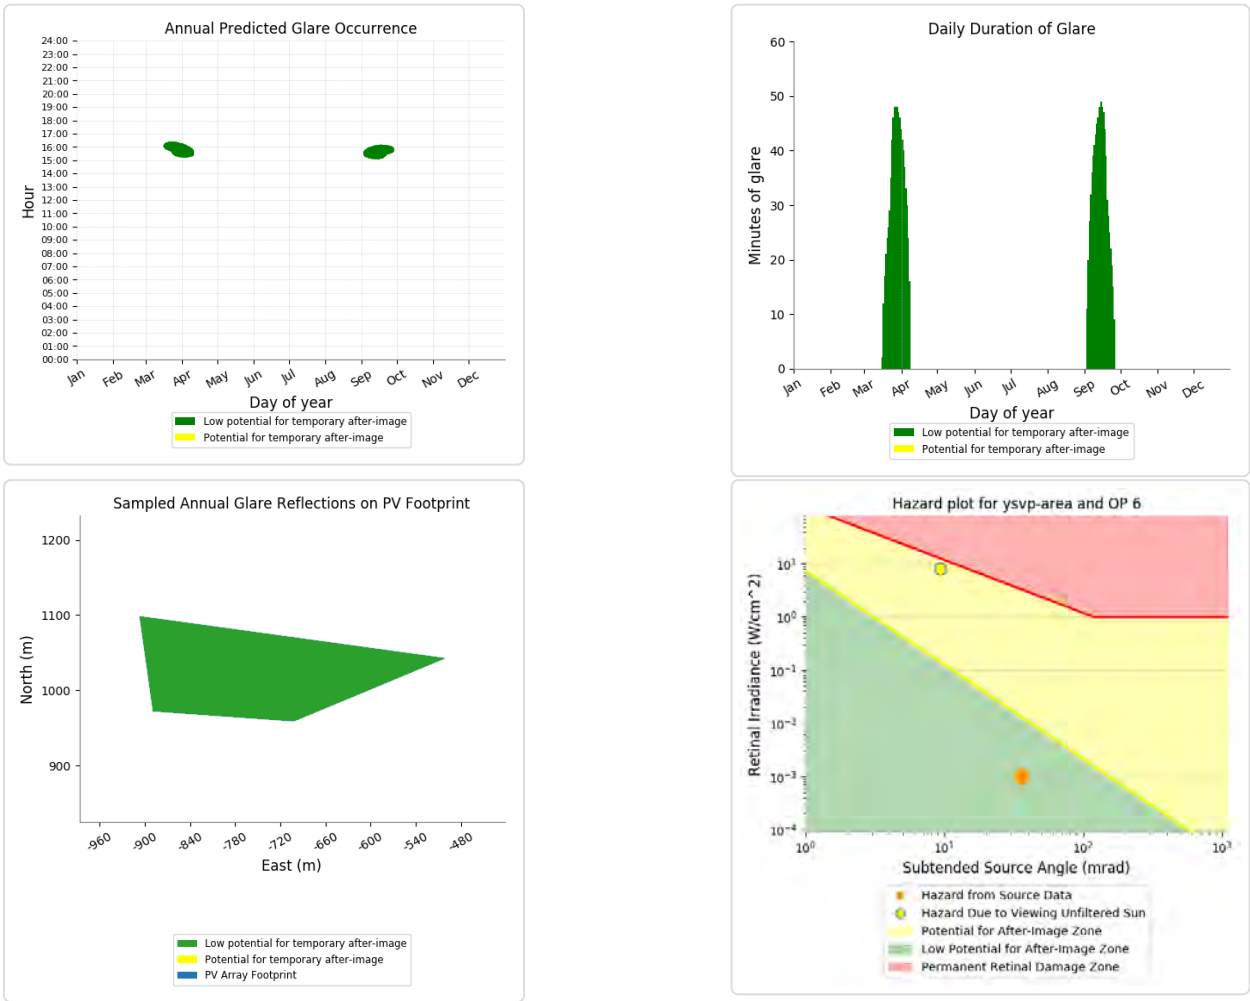 Annual Predicted Glare Occurrence
24:00
23:00
22:00
21:00
20:00
19:00
18:00
17:00
16:00
15:00
14:00
13:00
12:00
11:00
10:00
09:00
08:00
07:00
06:00
05:00
04:00
03:00
02:00
01:00
00:00
Hour
Jan Feb Mar Apr May Jun Jul Aug Sep Oct Nov Dec
Day of year
Low potential for temporary after-image
Potential for temporary after-image
Daily Duration of Glare
60
50
40
30
20
10
0
Minutes of glare
Jan Feb Mar Apr May Jun Jul Aug Sep Oct Nov Dec
Day of year
Low potential for temporary after-image
Potential for temporary after-image
Sampled Annual Glare Reflections on PV Footprint
1200
1100
1000
900
North (m)
-960 -900 -840 -780 -720 -660 -600 -540 -480
East (m)
Low potential for temporary after-image
Potential for temporary after-image
PV Array Footprint
Hazard plot for ysvp-area and OP 6
10^1
10^0
10^-1
10^-2
10^-3
10^-4
Retinal Irradiance (W/cm^2)
10^0 10^1 10^2 10^3
Subtended Source Angle (mrad)
Hazard from Source Data
Hazard Due to Viewing Unfiltered Sun
Potential for After-Image Zone
Low Potential for After-Image Zone
Permanent Retinal Damage Zone